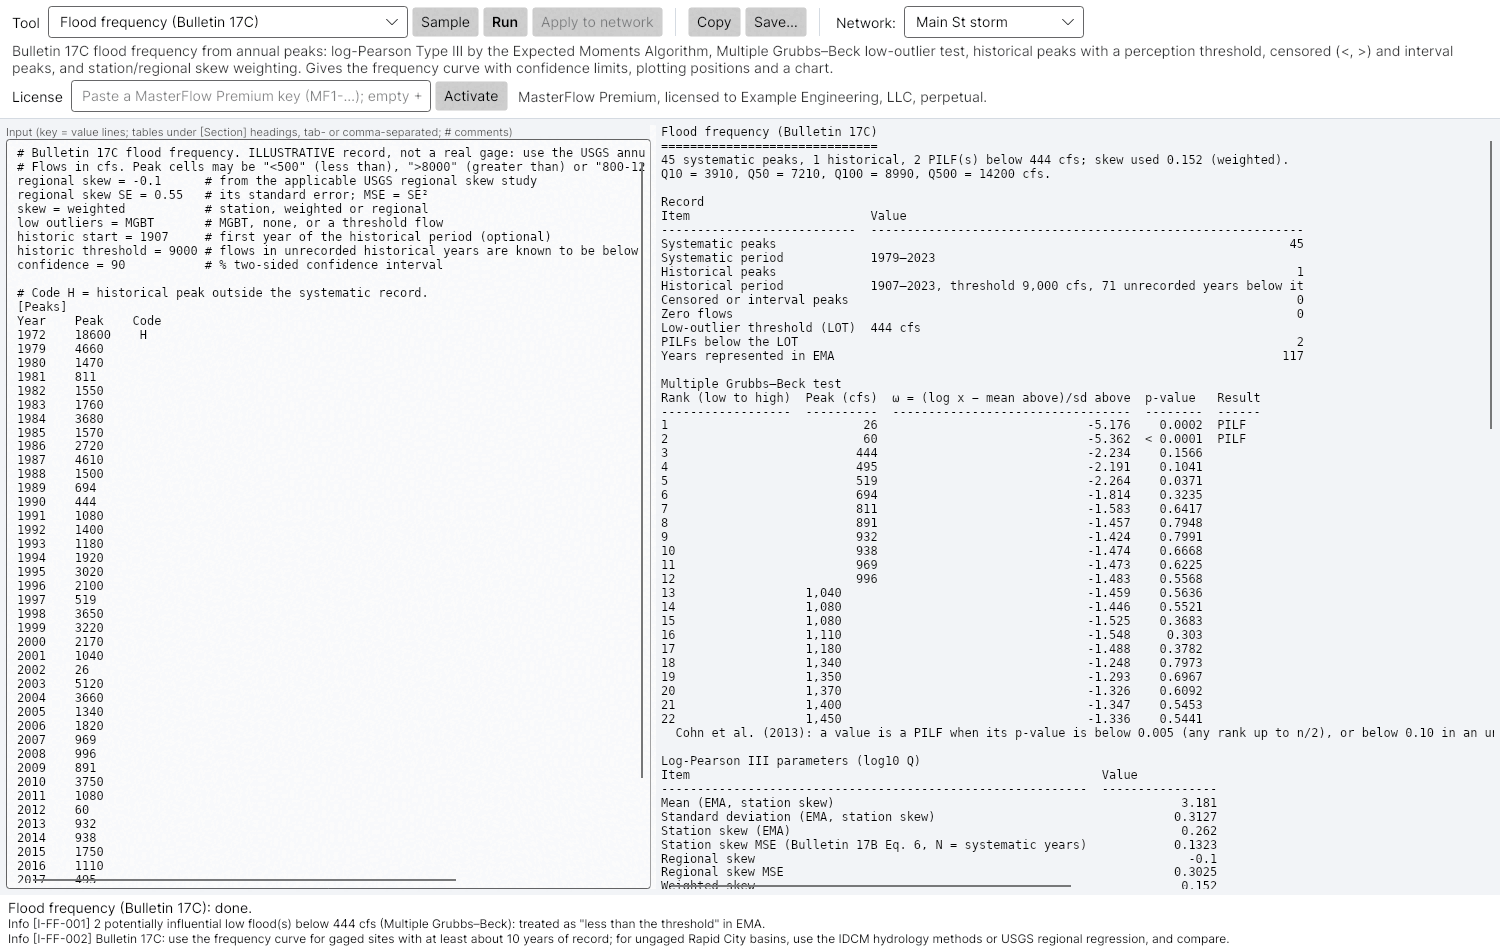 Tool Flood frequency (Bulletin 17C) Sample Run Apply to network Copy Save... Network: Main St storm
Bulletin 17C flood frequency from annual peaks: log-Pearson Type III by the Expected Moments Algorithm, Multiple Grubbs–Beck low-outlier test, historical peaks with a perception threshold, censored (<, >) and interval
peaks, and station/regional skew weighting. Gives the frequency curve with confidence limits, plotting positions and a chart.
License Paste a MasterFlow Premium key (MF1-...); empty + Activate MasterFlow Premium, licensed to Example Engineering, LLC, perpetual.
Input (key = value lines; tables under [Section] headings, tab- or comma-separated; # comments)
# Bulletin 17C flood frequency. ILLUSTRATIVE record, not a real gage: use the USGS annu
# Flows in cfs. Peak cells may be "<500" (less than), ">8000" (greater than) or "800-12
regional skew = -0.1 # from the applicable USGS regional skew study
regional skew SE = 0.55 # its standard error; MSE = SE²
skew = weighted # station, weighted or regional
low outliers = MGBT # MGBT, none, or a threshold flow
historic start = 1907 # first year of the historical period (optional)
historic threshold = 9000 # flows in unrecorded historical years are known to be below
confidence = 90 # % two-sided confidence interval
# Code H = historical peak outside the systematic record.
[Peaks]
Year Peak Code
1972 18600 H
1979 4660
1980 1470
1981 811
1982 1550
1983 1760
1984 3680
1985 1570
1986 2720
1987 4610
1988 1500
1989 694
1990 444
1991 1080
1992 1400
1993 1180
1994 1920
1995 3020
1996 2100
1997 519
1998 3650
1999 3220
2000 2170
2001 1040
2002 26
2003 5120
2004 3660
2005 1340
2006 1820
2007 969
2008 996
2009 891
2010 3750
2011 1080
2012 60
2013 932
2014 938
2015 1750
2016 1110
2017 495
Flood frequency (Bulletin 17C)
==============================
45 systematic peaks, 1 historical, 2 PILF(s) below 444 cfs; skew used 0.152 (weighted).
Q10 = 3910, Q50 = 7210, Q100 = 8990, Q500 = 14200 cfs.
Record
Item Value
--------------------------- ------------------------------------------------------------
Systematic peaks 45
Systematic period 1979–2023
Historical peaks 1
Historical period 1907–2023, threshold 9,000 cfs, 71 unrecorded years below it
Censored or interval peaks 0
Zero flows 0
Low-outlier threshold (LOT) 444 cfs
PILFs below the LOT 2
Years represented in EMA 117
Multiple Grubbs–Beck test
Rank (low to high) Peak (cfs) ω = (log x − mean above)/sd above p-value Result
------------------ ---------- --------------------------------- -------- ------
1 26 -5.176 0.0002 PILF
2 60 -5.362 < 0.0001 PILF
3 444 -2.234 0.1566
4 495 -2.191 0.1041
5 519 -2.264 0.0371
6 694 -1.814 0.3235
7 811 -1.583 0.6417
8 891 -1.457 0.7948
9 932 -1.424 0.7991
10 938 -1.474 0.6668
11 969 -1.473 0.6225
12 996 -1.483 0.5568
13 1,040 -1.459 0.5636
14 1,080 -1.446 0.5521
15 1,080 -1.525 0.3683
16 1,110 -1.548 0.303
17 1,180 -1.488 0.3782
18 1,340 -1.248 0.7973
19 1,350 -1.293 0.6967
20 1,370 -1.326 0.6092
21 1,400 -1.347 0.5453
22 1,450 -1.336 0.5441
Cohn et al. (2013): a value is a PILF when its p-value is below 0.005 (any rank up to n/2), or below 0.10 in an
Log-Pearson III parameters (log10 Q)
Item Value
----------------------------------------------------------- ----------------
Mean (EMA, station skew) 3.181
Standard deviation (EMA, station skew) 0.3127
Station skew (EMA) 0.262
Station skew MSE (Bulletin 17B Eq. 6, N = systematic years) 0.1323
Regional skew -0.1
Regional skew MSE 0.3025
Weighted skew 0.152
Flood frequency (Bulletin 17C): done.
Info [I-FF-001] 2 potentially influential low flood(s) below 444 cfs (Multiple Grubbs–Beck): treated as "less than the threshold" in EMA.
Info [I-FF-002] Bulletin 17C: use the frequency curve for gaged sites with at least about 10 years of record; for ungaged Rapid City basins, use the IDCM hydrology methods or USGS regional regression, and compare.